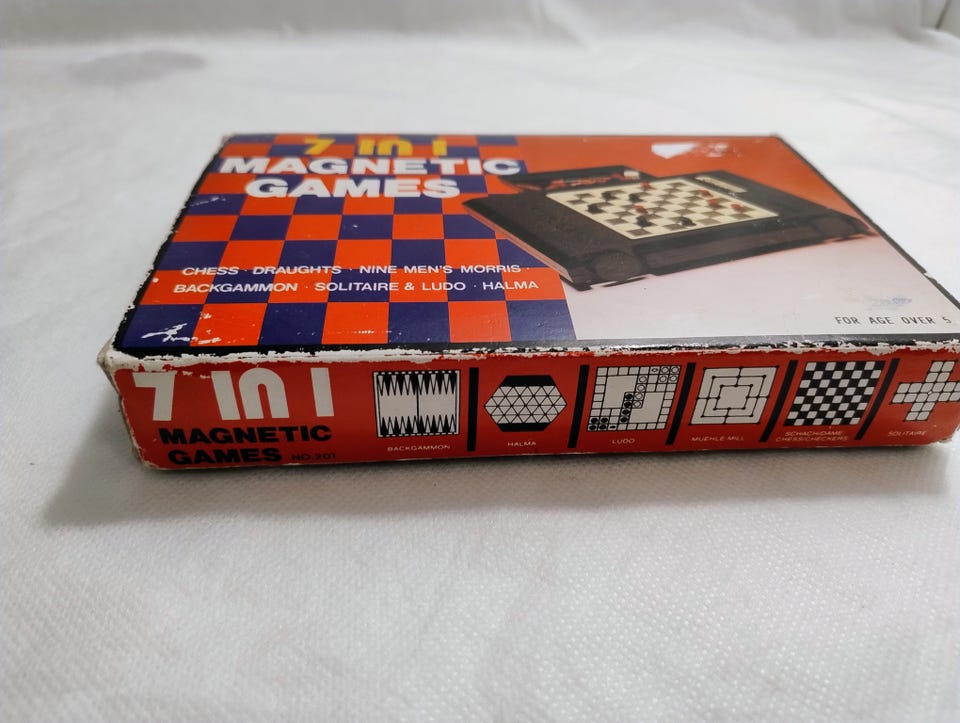 7 IN 1
MAGNETIC
GAMES
CHESS · DRAUGHTS · NINE MEN'S MORRIS ·
BACKGAMMON · SOLITAIRE & LUDO · HALMA
FOR AGE OVER 5
7 IN 1
MAGNETIC
GAMES NO.201
BACKGAMMON
HALMA
LUDO
MUEHLE-MILL
SCHACH/DAME
CHESS/CHECKERS
SOLITAIRE